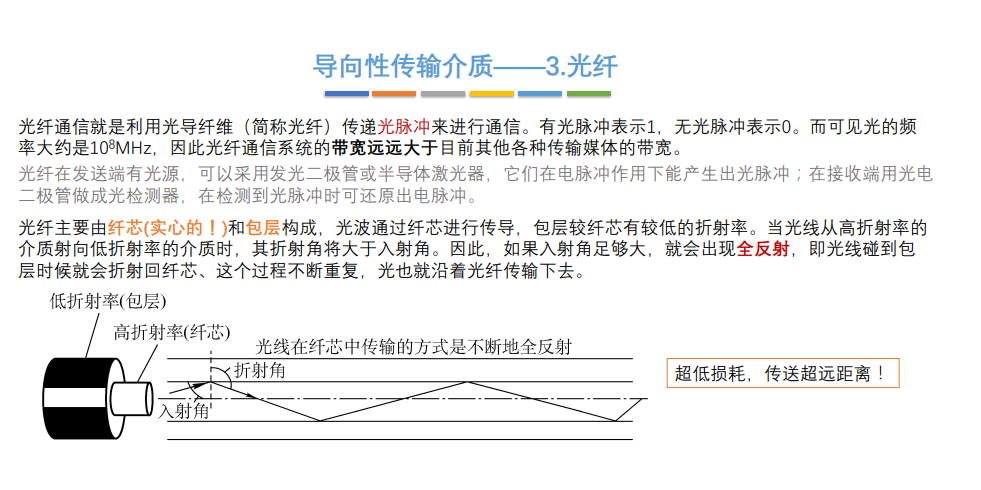 导向性传输介质——3.光纤
光纤通信就是利用光导纤维（简称光纤）传递光脉冲来进行通信。有光脉冲表示1，无光脉冲表示0。而可见光的频
率大约是10⁸MHz，因此光纤通信系统的带宽远远大于目前其他各种传输媒体的带宽。
光纤在发送端有光源，可以采用发光二极管或半导体激光器，它们在电脉冲作用下能产生出光脉冲；在接收端用光电
二极管做成光检测器，在检测到光脉冲时可还原出电脉冲。
光纤主要由纤芯(实心的！)和包层构成，光波通过纤芯进行传导，包层较纤芯有较低的折射率。当光线从高折射率的
介质射向低折射率的介质时，其折射角将大于入射角。因此，如果入射角足够大，就会出现全反射，即光线碰到包
层时候就会折射回纤芯、这个过程不断重复，光也就沿着光纤传输下去。
低折射率(包层)
高折射率(纤芯)
光线在纤芯中传输的方式是不断地全反射
折射角
入射角
超低损耗，传送超远距离！